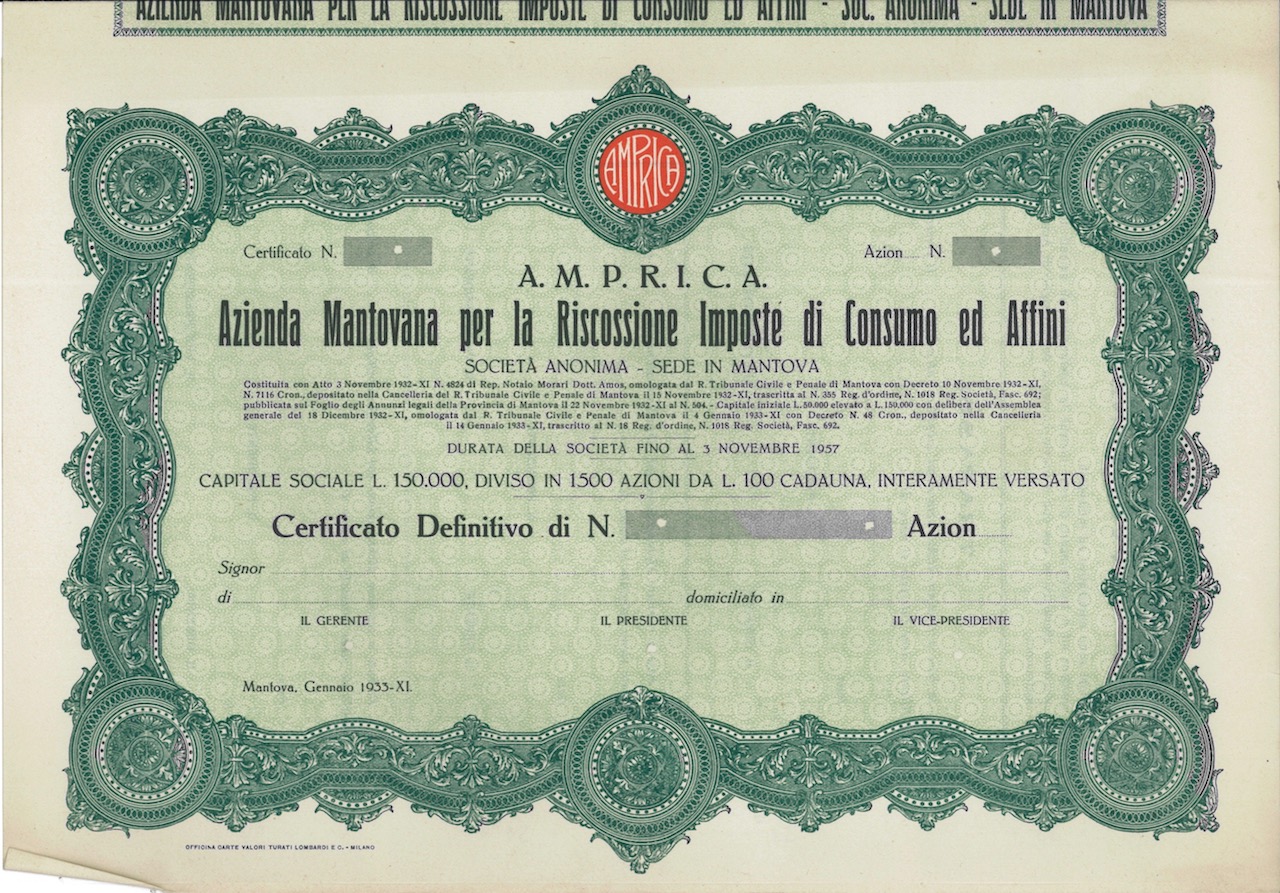 AZIENDA MANTOVANA PER LA RISCOSSIONE IMPOSTE DI CONSUMO ED AFFINI - SOC. ANONIMA - SEDE IN MANTOVA
AMPRICA
Certificato N.
Azion...... N.
A. M. P. R. I. C. A.
Azienda Mantovana per la Riscossione Imposte di Consumo ed Affini
SOCIETÀ ANONIMA - SEDE IN MANTOVA
Costituita con Atto 3 Novembre 1932-XI N. 4824 di Rep. Notaio Morari Dott. Amos, omologata dal R. Tribunale Civile e Penale di Mantova con Decreto 10 Novembre 1932-XI,
N. 7116 Cron., depositato nella Cancelleria del R. Tribunale Civile e Penale di Mantova il 15 Novembre 1932-XI, trascritta al N. 355 Reg. d'ordine, N. 1018 Reg. Società, Fasc. 692;
pubblicata sul Foglio degli Annunzi legali della Provincia di Mantova il 22 Novembre 1932-XI al N. 504. - Capitale iniziale L. 50.000 elevato a L. 150,000 con delibera dell'Assemblea
generale del 18 Dicembre 1932-XI, omologata dal R. Tribunale Civile e Penale di Mantova il 4 Gennaio 1933-XI con Decreto N. 48 Cron., depositato nella Cancelleria
il 14 Gennaio 1933-XI, trascritto al N. 18 Reg. d'ordine, N. 1018 Reg. Società, Fasc. 692.
DURATA DELLA SOCIETÀ FINO AL 3 NOVEMBRE 1957
CAPITALE SOCIALE L. 150.000, DIVISO IN 1500 AZIONI DA L. 100 CADAUNA, INTERAMENTE VERSATO
Certificato Definitivo di N. Azion......
Signor
di domiciliato in
IL GERENTE IL PRESIDENTE IL VICE-PRESIDENTE
Mantova, Gennaio 1933-XI.
OFFICINA CARTE VALORI TURATI LOMBARDI E C. - MILANO